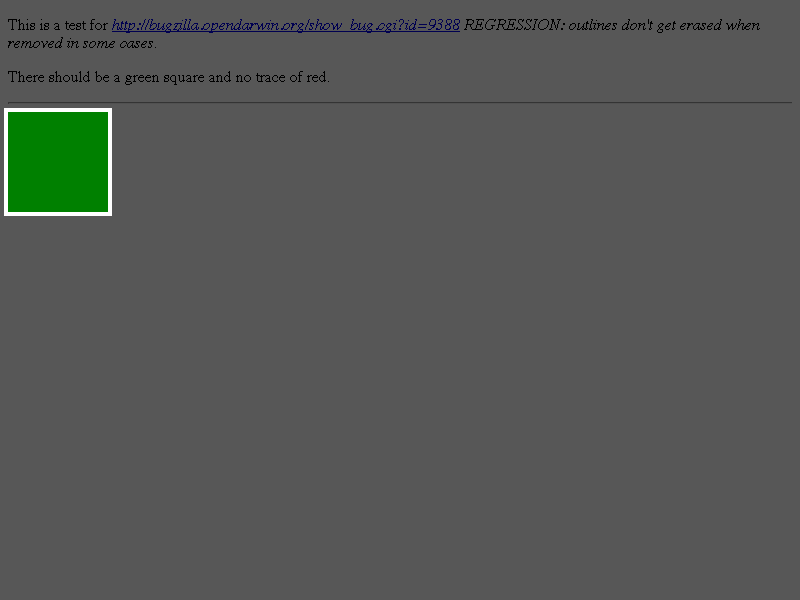 This is a test for http://bugzilla.opendarwin.org/show_bug.cgi?id=9388 REGRESSION: outlines don't get erased when
removed in some cases.
There should be a green square and no trace of red.